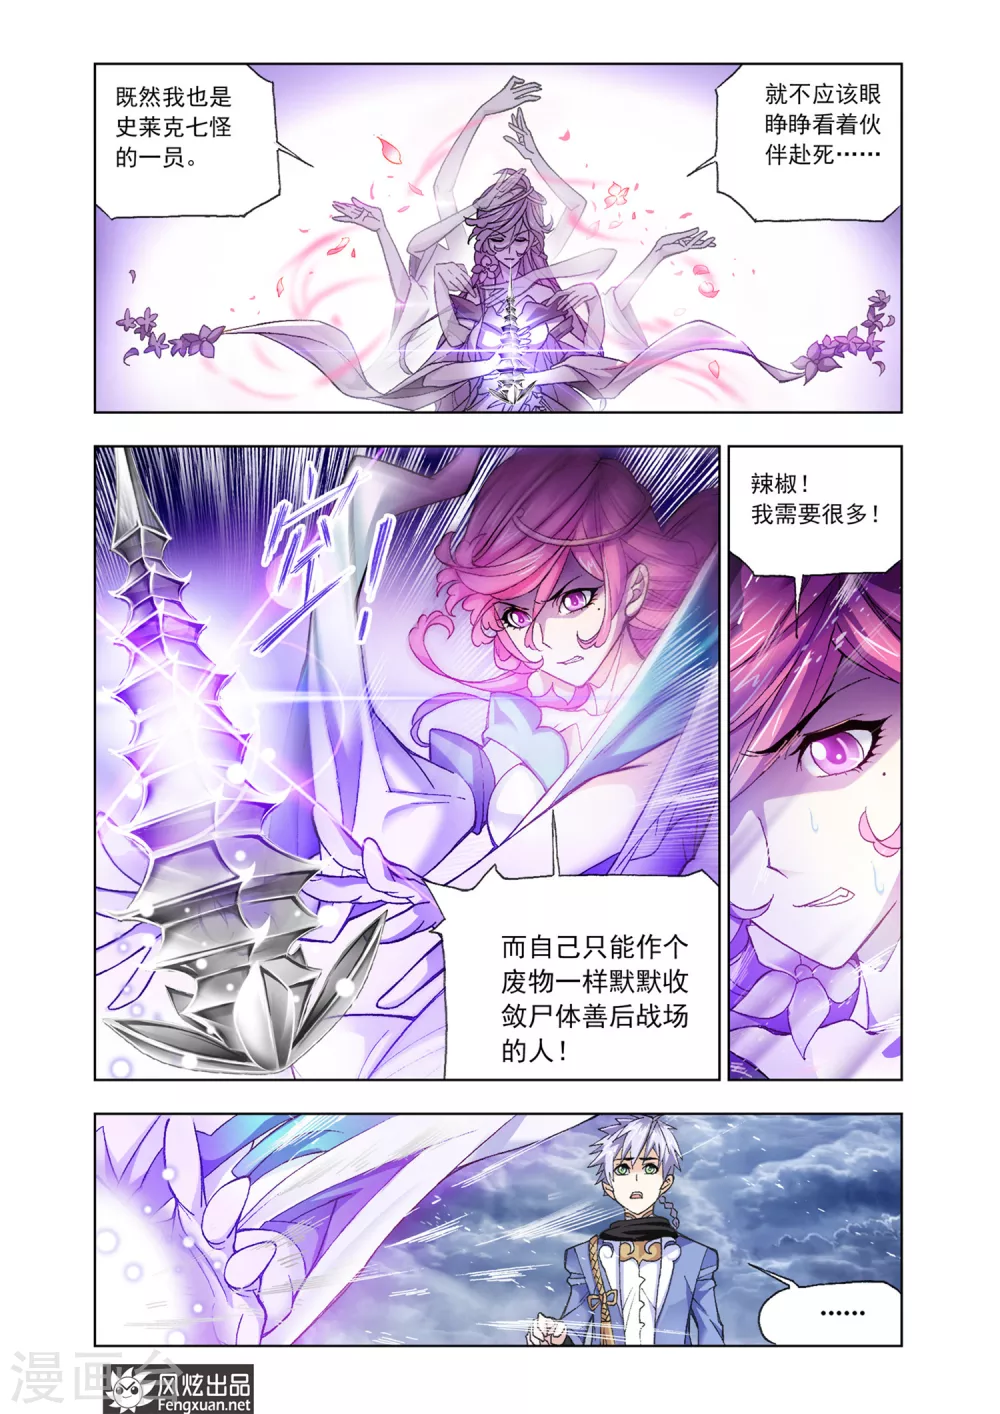 既然我也是
史莱克七怪
的一员。
就不应该眼
睁睁看着伙
伴赴死……
空!!
而自己只能作个
废物一样默默收
敛尸体善后战场
的人！
辣椒！
我需要很多！
……
漫画台
风炫出品
Fengxuan.net